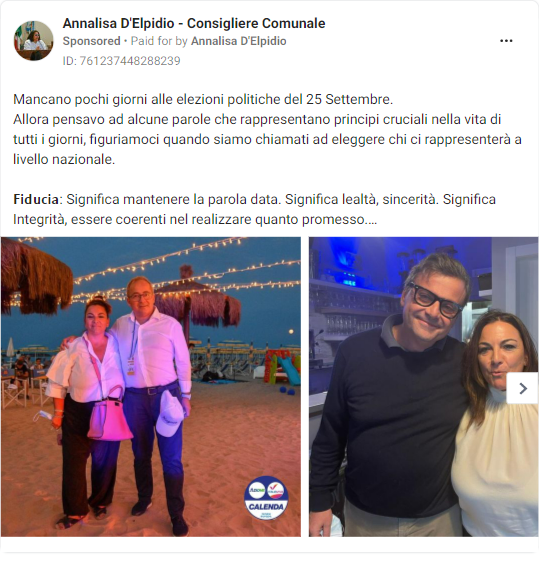 Annalisa D'Elpidio - Consigliere Comunale
Sponsored • Paid for by Annalisa D'Elpidio
ID: 761237448288239
Mancano pochi giorni alle elezioni politiche del 25 Settembre.
Allora pensavo ad alcune parole che rappresentano principi cruciali nella vita di
tutti i giorni, figuriamoci quando siamo chiamati ad eleggere chi ci rappresenterà a
livello nazionale.
Fiducia: Significa mantenere la parola data. Significa lealtà, sincerità. Significa
Integrità, essere coerenti nel realizzare quanto promesso....
CALENDA